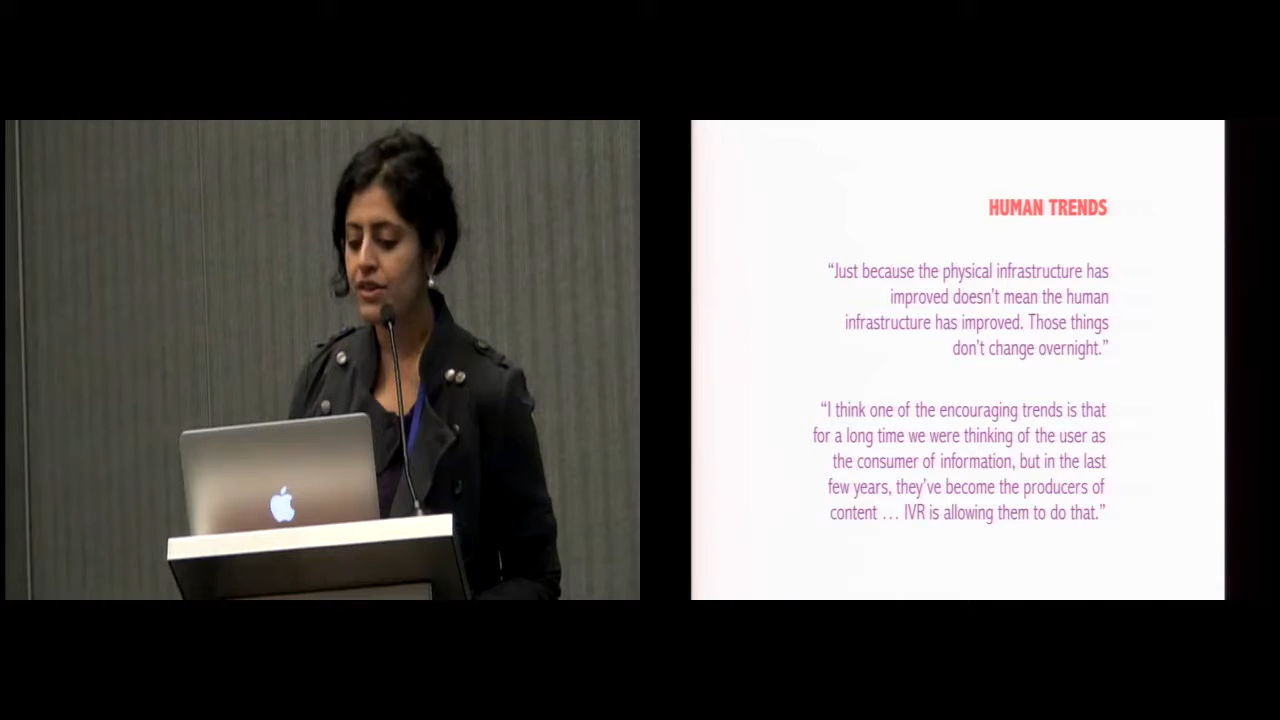 HUMAN TRENDS
“Just because the physical infrastructure has
improved doesn’t mean the human
infrastructure has improved. Those things
don’t change overnight.”
“I think one of the encouraging trends is that
for a long time we were thinking of the user as
the consumer of information, but in the last
few years, they’ve become the producers of
content … IVR is allowing them to do that.”